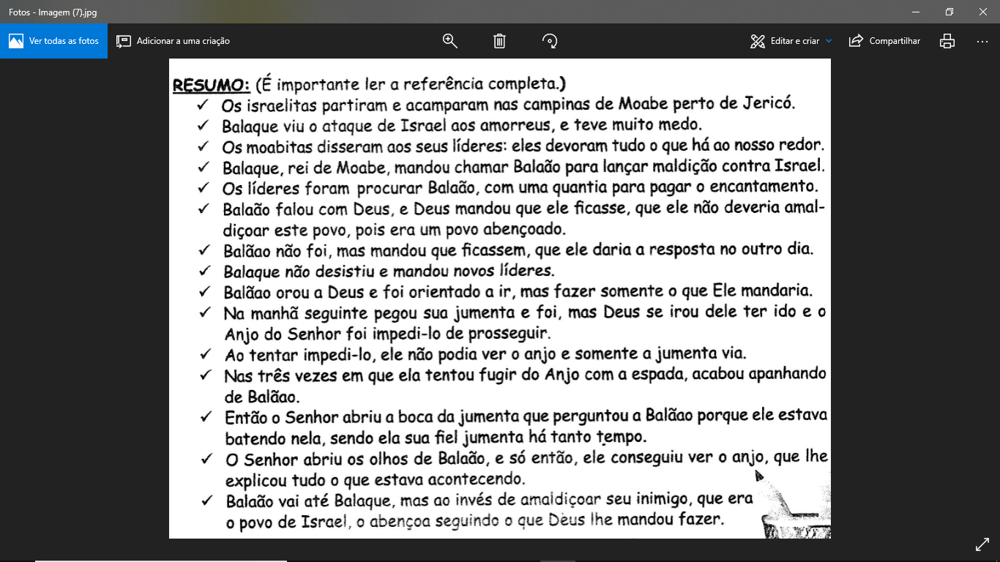 Fotos - Imagem (7).jpg
Ver todas as fotos
Adicionar a uma criação
Editar e criar
Compartilhar
RESUMO: (É importante ler a referência completa.)
✓ Os israelitas partiram e acamparam nas campinas de Moabe perto de Jericó.
✓ Balaque viu o ataque de Israel aos amorreus, e teve muito medo.
✓ Os moabitas disseram aos seus líderes: eles devoram tudo o que há ao nosso redor.
✓ Balaque, rei de Moabe, mandou chamar Balaão para lançar maldição contra Israel.
✓ Os líderes foram procurar Balaão, com uma quantia para pagar o encantamento.
✓ Balaão falou com Deus, e Deus mandou que ele ficasse, que ele não deveria amal-
diçoar este povo, pois era um povo abençoado.
✓ Balãao não foi, mas mandou que ficassem, que ele daria a resposta no outro dia.
✓ Balaque não desistiu e mandou novos líderes.
✓ Balãao orou a Deus e foi orientado a ir, mas fazer somente o que Ele mandaria.
✓ Na manhã seguinte pegou sua jumenta e foi, mas Deus se irou dele ter ido e o
Anjo do Senhor foi impedi-lo de prosseguir.
✓ Ao tentar impedi-lo, ele não podia ver o anjo e somente a jumenta via.
✓ Nas três vezes em que ela tentou fugir do Anjo com a espada, acabou apanhando
de Balãao.
✓ Então o Senhor abriu a boca da jumenta que perguntou a Balãao porque ele estava
batendo nela, sendo ela sua fiel jumenta há tanto tempo.
✓ O Senhor abriu os olhos de Balaão, e só então, ele conseguiu ver o anjo, que lhe
explicou tudo o que estava acontecendo.
✓ Balaão vai até Balaque, mas ao invés de amaldiçoar seu inimigo, que era
o povo de Israel, o abençoa seguindo o que Deus lhe mandou fazer.